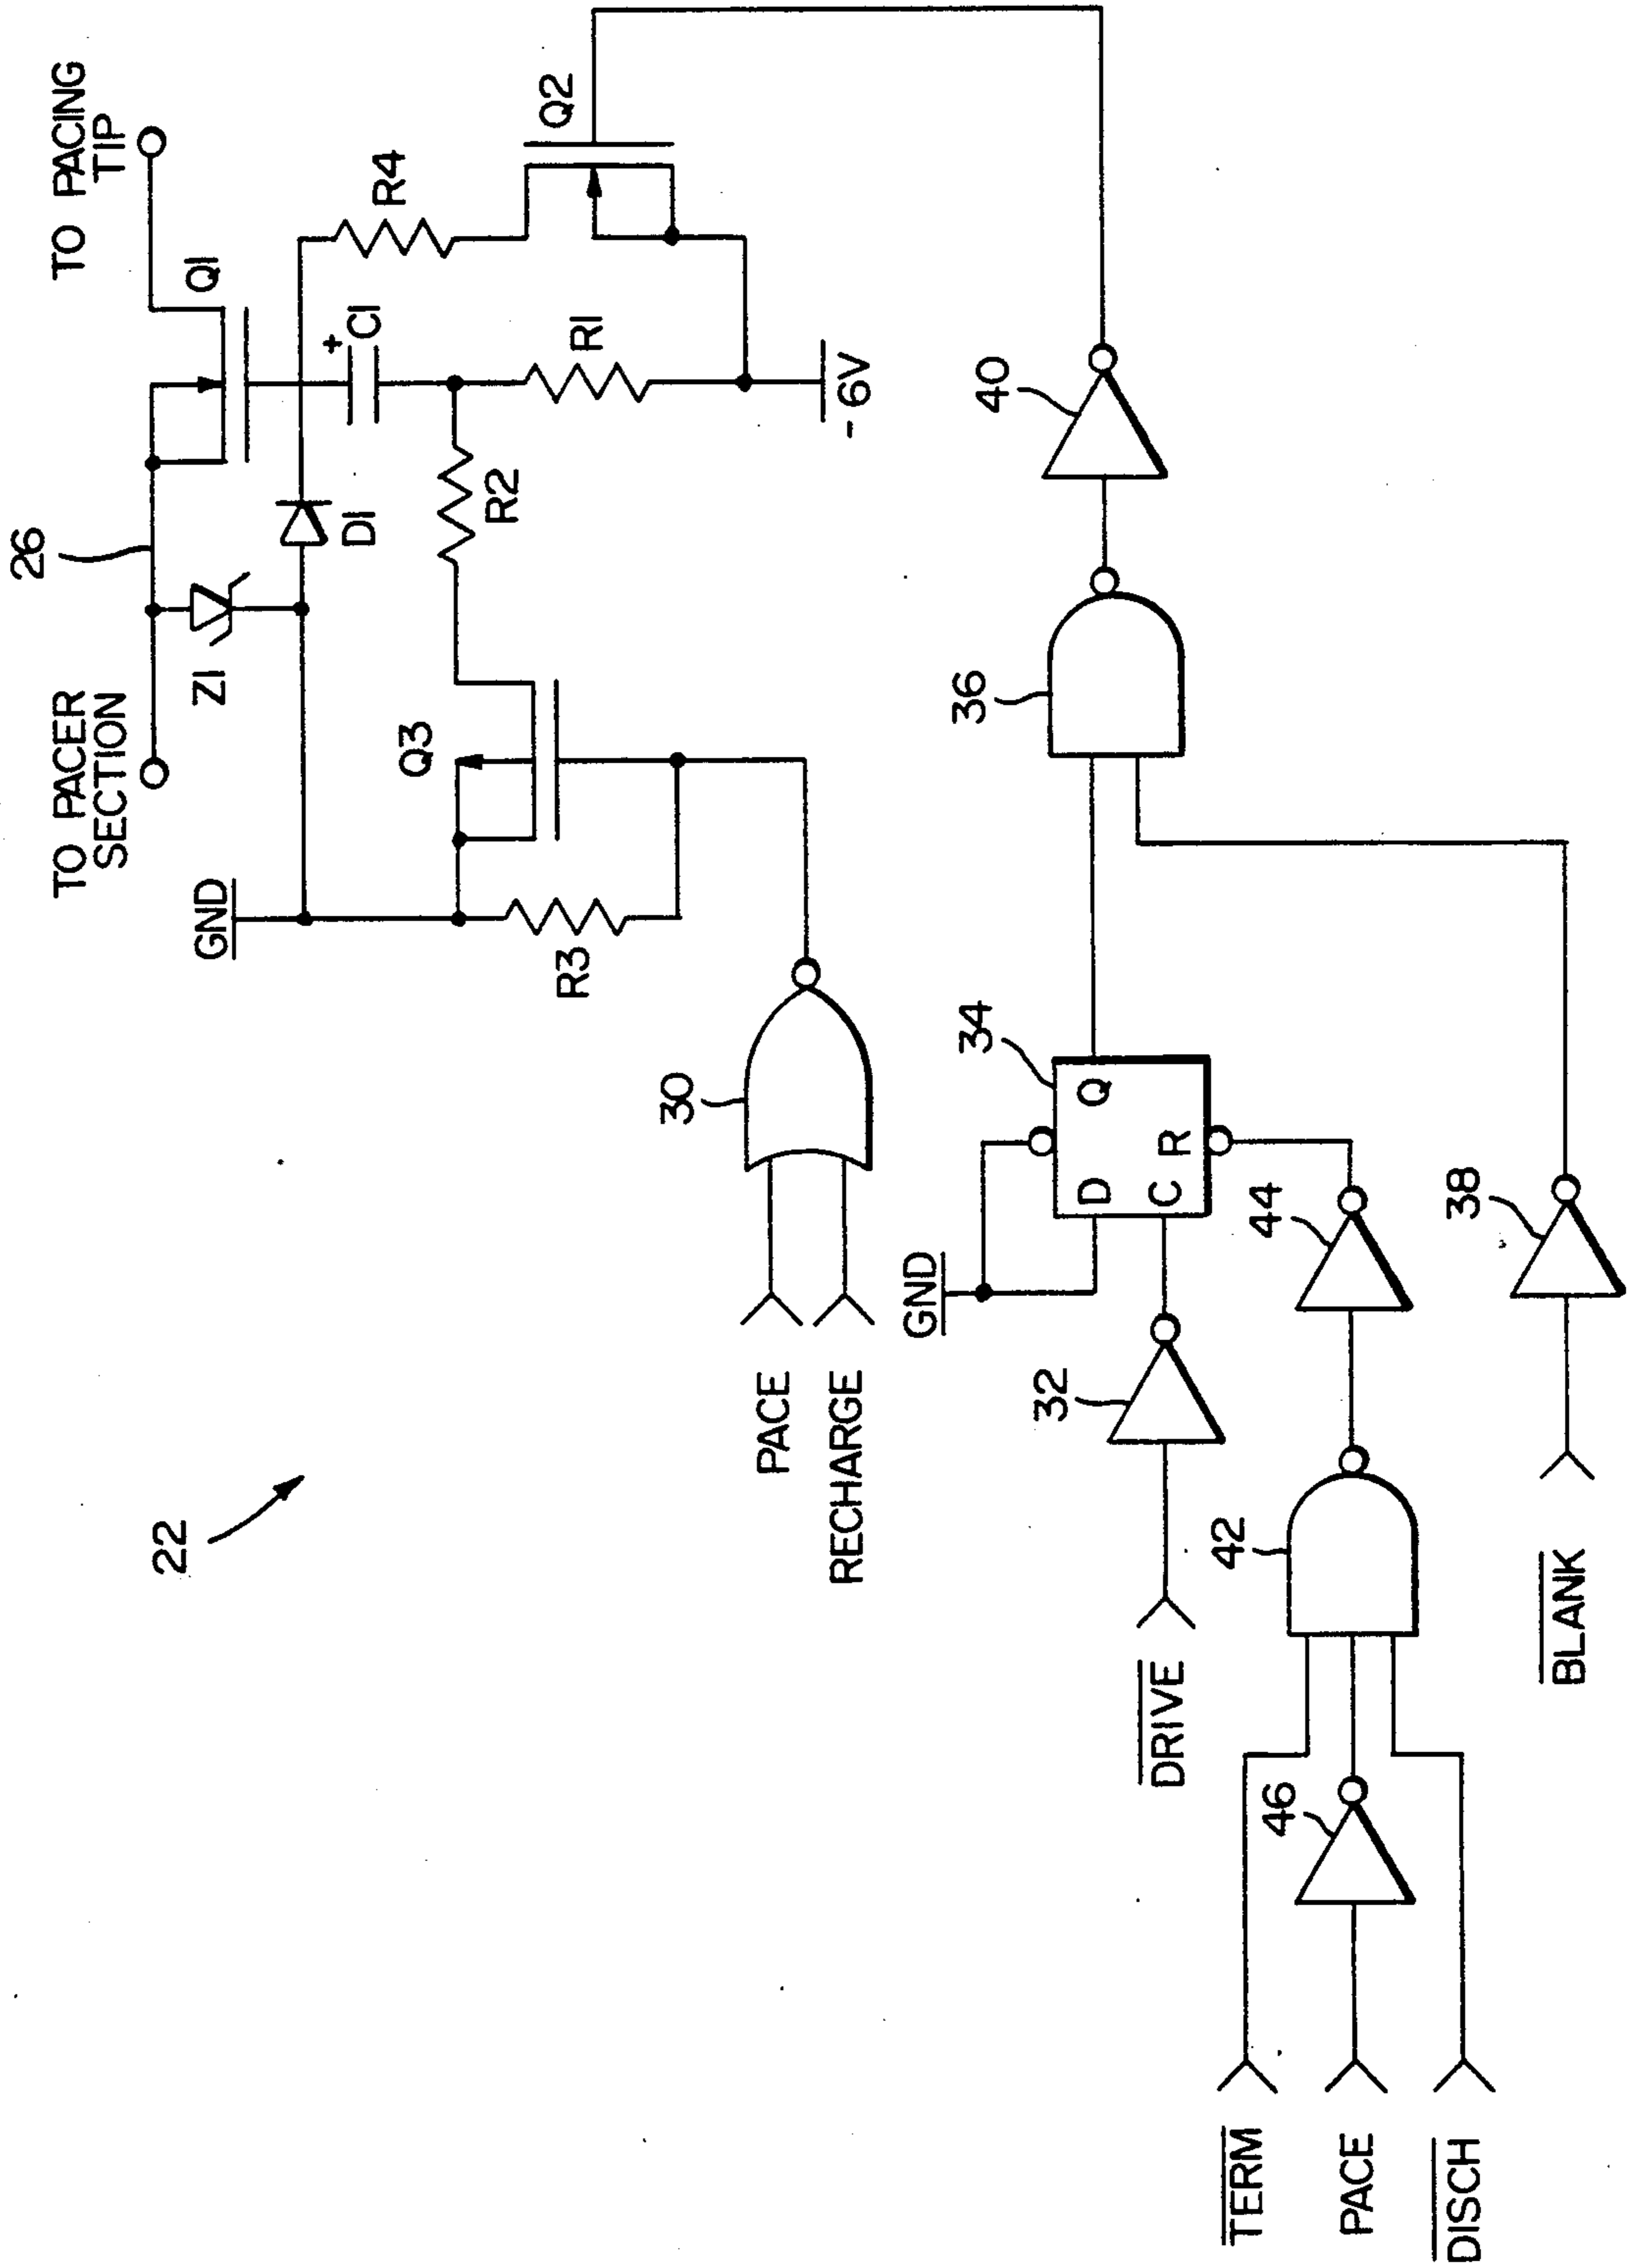 22
TO PACER
SECTION
26
TO PACING
TIP
Q1
Z1
GND
D1
+
C1
R4
Q2
Q3
R2
R1
R3
-6V
PACE
RECHARGE
30
GND
34
36
40
D
Q
C
R
DRIVE
32
TERM
PACE
DISCH
46
42
44
BLANK
38